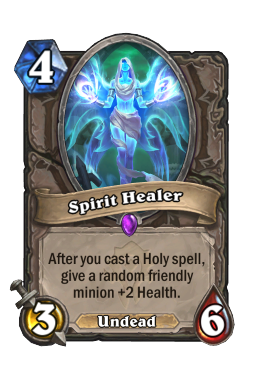 4
Spirit Healer
After you cast a Holy spell,
give a random friendly
minion +2 Health.
3
Undead
6